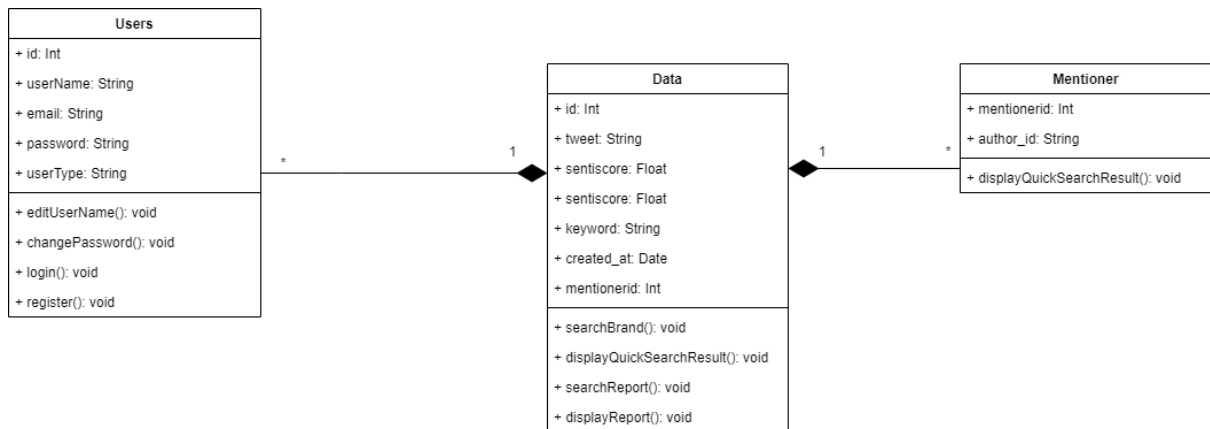 Users
+ id: Int
+ userName: String
+ email: String
+ password: String
+ userType: String
+ editUserName(): void
+ changePassword(): void
+ login(): void
+ register(): void
*
1
Data
+ id: Int
+ tweet: String
+ sentiscore: Float
+ sentiscore: Float
+ keyword: String
+ created_at: Date
+ mentionerid: Int
+ searchBrand(): void
+ displayQuickSearchResult(): void
+ searchReport(): void
+ displayReport(): void
1
*
Mentioner
+ mentionerid: Int
+ author_id: String
+ displayQuickSearchResult(): void